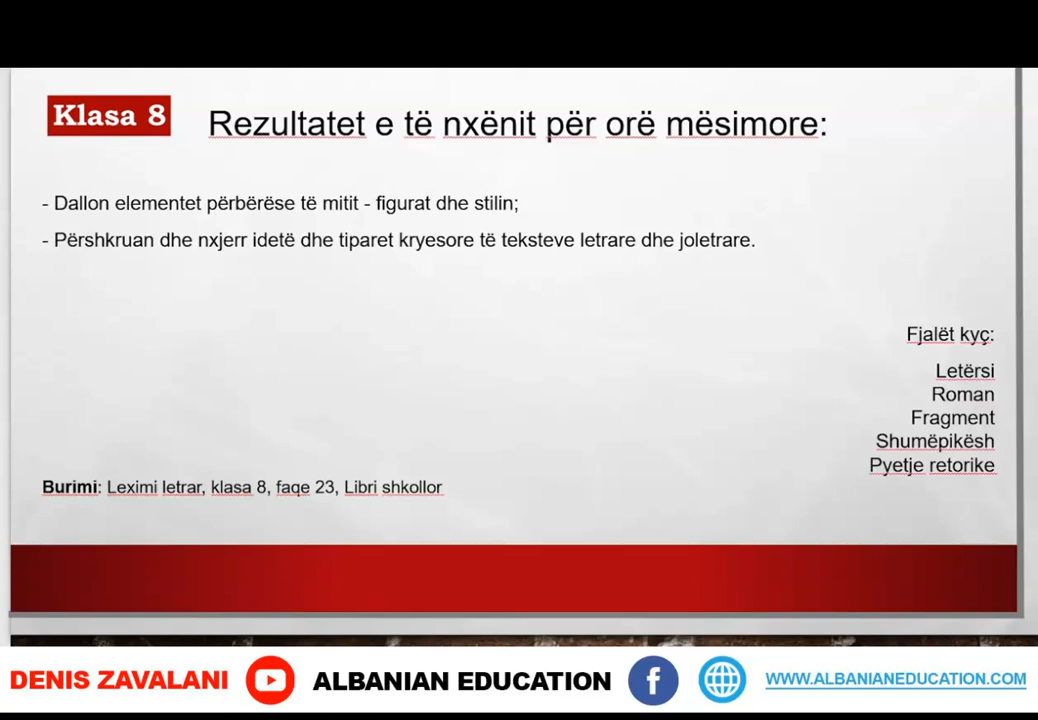 Klasa 8
Rezultatet e të nxënit për orë mësimore:
- Dallon elementet përbërëse të mitit - figurat dhe stilin;
- Përshkruan dhe nxjerr idetë dhe tiparet kryesore të teksteve letrare dhe joletrare.
Fjalët kyç:
Letërsi
Roman
Fragment
Shumëpikësh
Pyetje retorike
Burimi: Leximi letrar, klasa 8, faqe 23, Libri shkollor
DENIS ZAVALANI
ALBANIAN EDUCATION
WWW.ALBANIANEDUCATION.COM